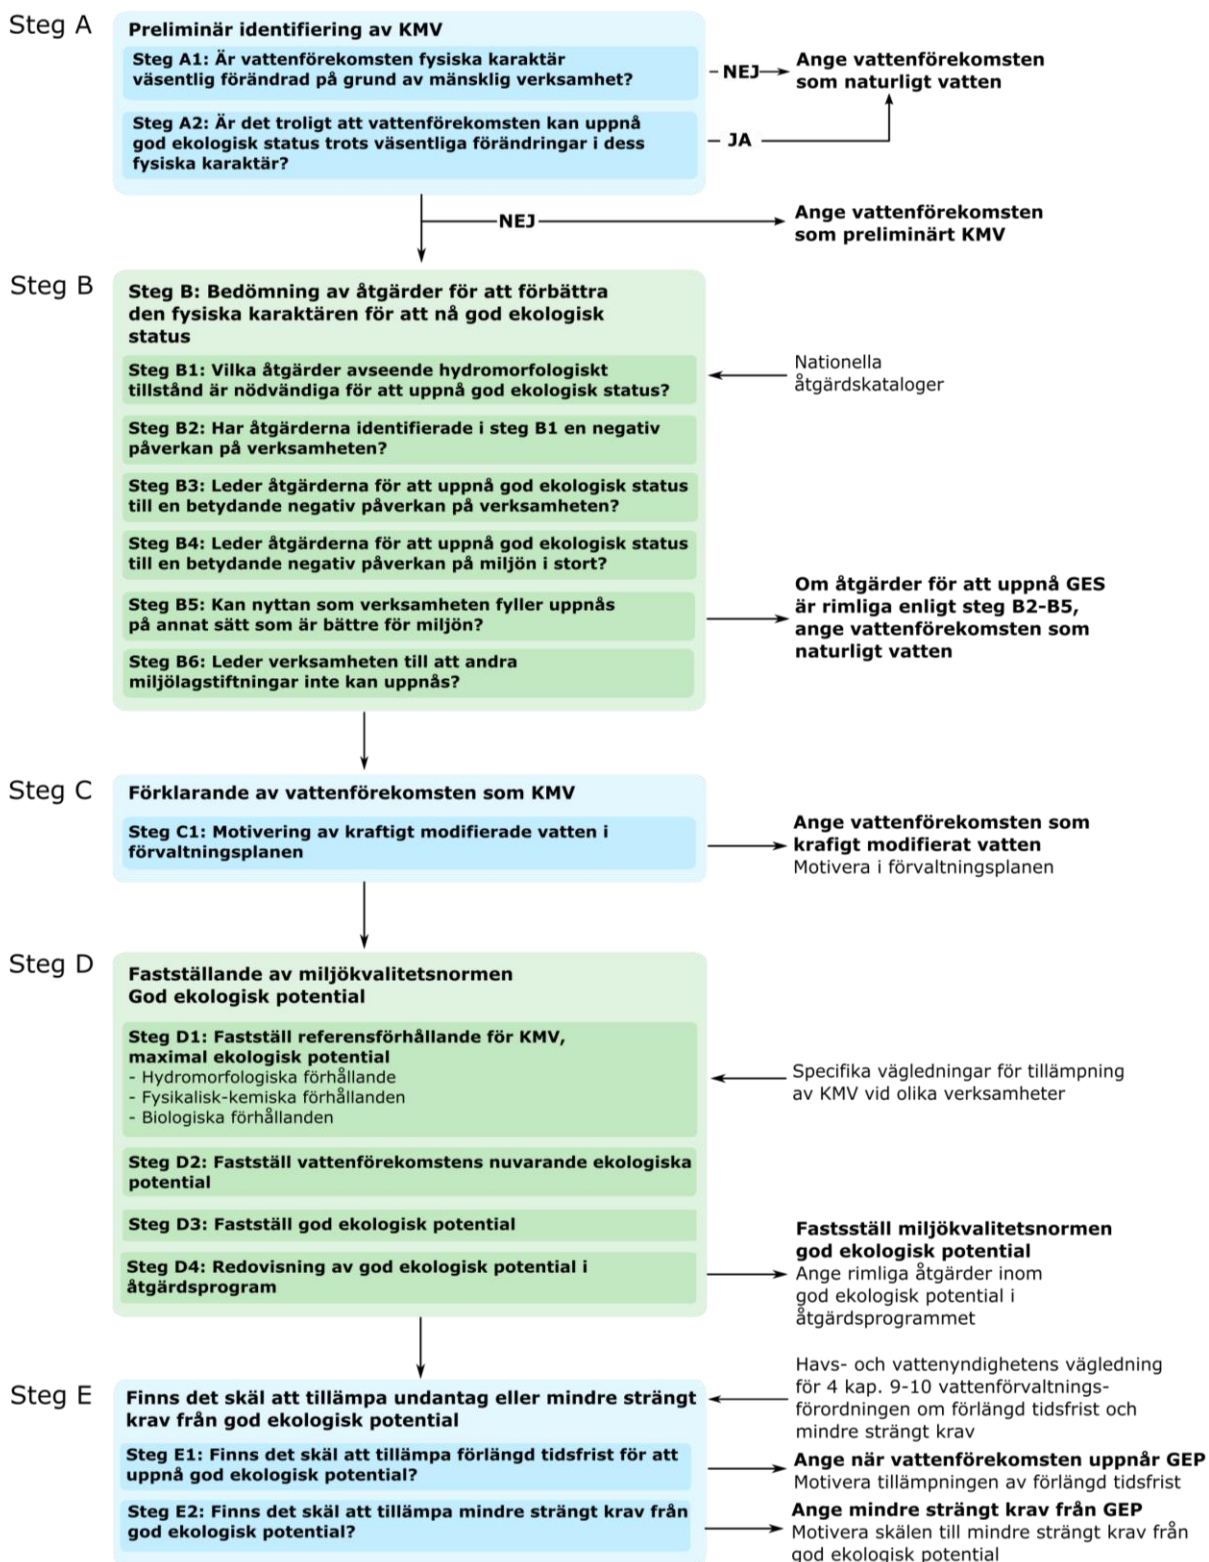 Steg A
Preliminär identifiering av KMV
Steg A1: Är vattenförekomsten fysiska karaktär
väsentlig förändrad på grund av mänsklig verksamhet?
NEJ
Ange vattenförekomsten
som naturligt vatten
Steg A2: Är det troligt att vattenförekomsten kan uppnå
god ekologisk status trots väsentliga förändringar i dess
fysiska karaktär?
JA
NEJ
Ange vattenförekomsten
som preliminärt KMV
Steg B
Steg B: Bedömning av åtgärder för att förbättra
den fysiska karaktären för att nå god ekologisk
status
Steg B1: Vilka åtgärder avseende hydromorfologiskt
tillstånd är nödvändiga för att uppnå god ekologisk status?
Nationella
åtgärdskataloger
Steg B2: Har åtgärderna identifierade i steg B1 en negativ
påverkan på verksamheten?
Steg B3: Leder åtgärderna för att uppnå god ekologisk status
till en betydande negativ påverkan på verksamheten?
Steg B4: Leder åtgärderna för att uppnå god ekologisk status
till en betydande negativ påverkan på miljön i stort?
Steg B5: Kan nyttan som verksamheten fyller uppnås
på annat sätt som är bättre för miljön?
Om åtgärder för att uppnå GES
är rimliga enligt steg B2-B5,
ange vattenförekomsten som
naturligt vatten
Steg B6: Leder verksamheten till att andra
miljölagstiftningar inte kan uppnås?
Steg C
Förklarande av vattenförekomsten som KMV
Steg C1: Motivering av kraftigt modifierade vatten i
förvaltningsplanen
Ange vattenförekomsten som
krafigt modifierat vatten
Motivera i förvaltningsplanen
Steg D
Fastställande av miljökvalitetsnormen
God ekologisk potential
Steg D1: Fastställ referensförhållande för KMV,
maximal ekologisk potential
- Hydromorfologiska förhållande
- Fysikalisk-kemiska förhållanden
- Biologiska förhållanden
Specifika vägledningar för tillämpning
av KMV vid olika verksamheter
Steg D2: Fastställ vattenförekomstens nuvarande ekologiska
potential
Steg D3: Fastställ god ekologisk potential
Steg D4: Redovisning av god ekologisk potential i
åtgärdsprogram
Fastsställ miljökvalitetsnormen
god ekologisk potential
Ange rimliga åtgärder inom
god ekologisk potential i
åtgärdsprogrammet
Steg E
Finns det skäl att tillämpa undantag eller mindre strängt
krav från god ekologisk potential
Havs- och vattenyndighetens vägledning
för 4 kap. 9-10 vattenförvaltnings-
förordningen om förlängd tidsfrist och
mindre strängt krav
Steg E1: Finns det skäl att tillämpa förlängd tidsfrist för att
uppnå god ekologisk potential?
Ange när vattenförekomsten uppnår GEP
Motivera tillämpningen av förlängd tidsfrist
Steg E2: Finns det skäl att tillämpa mindre strängt krav från
god ekologisk potential?
Ange mindre strängt krav från GEP
Motivera skälen till mindre strängt krav från
god ekologisk potential